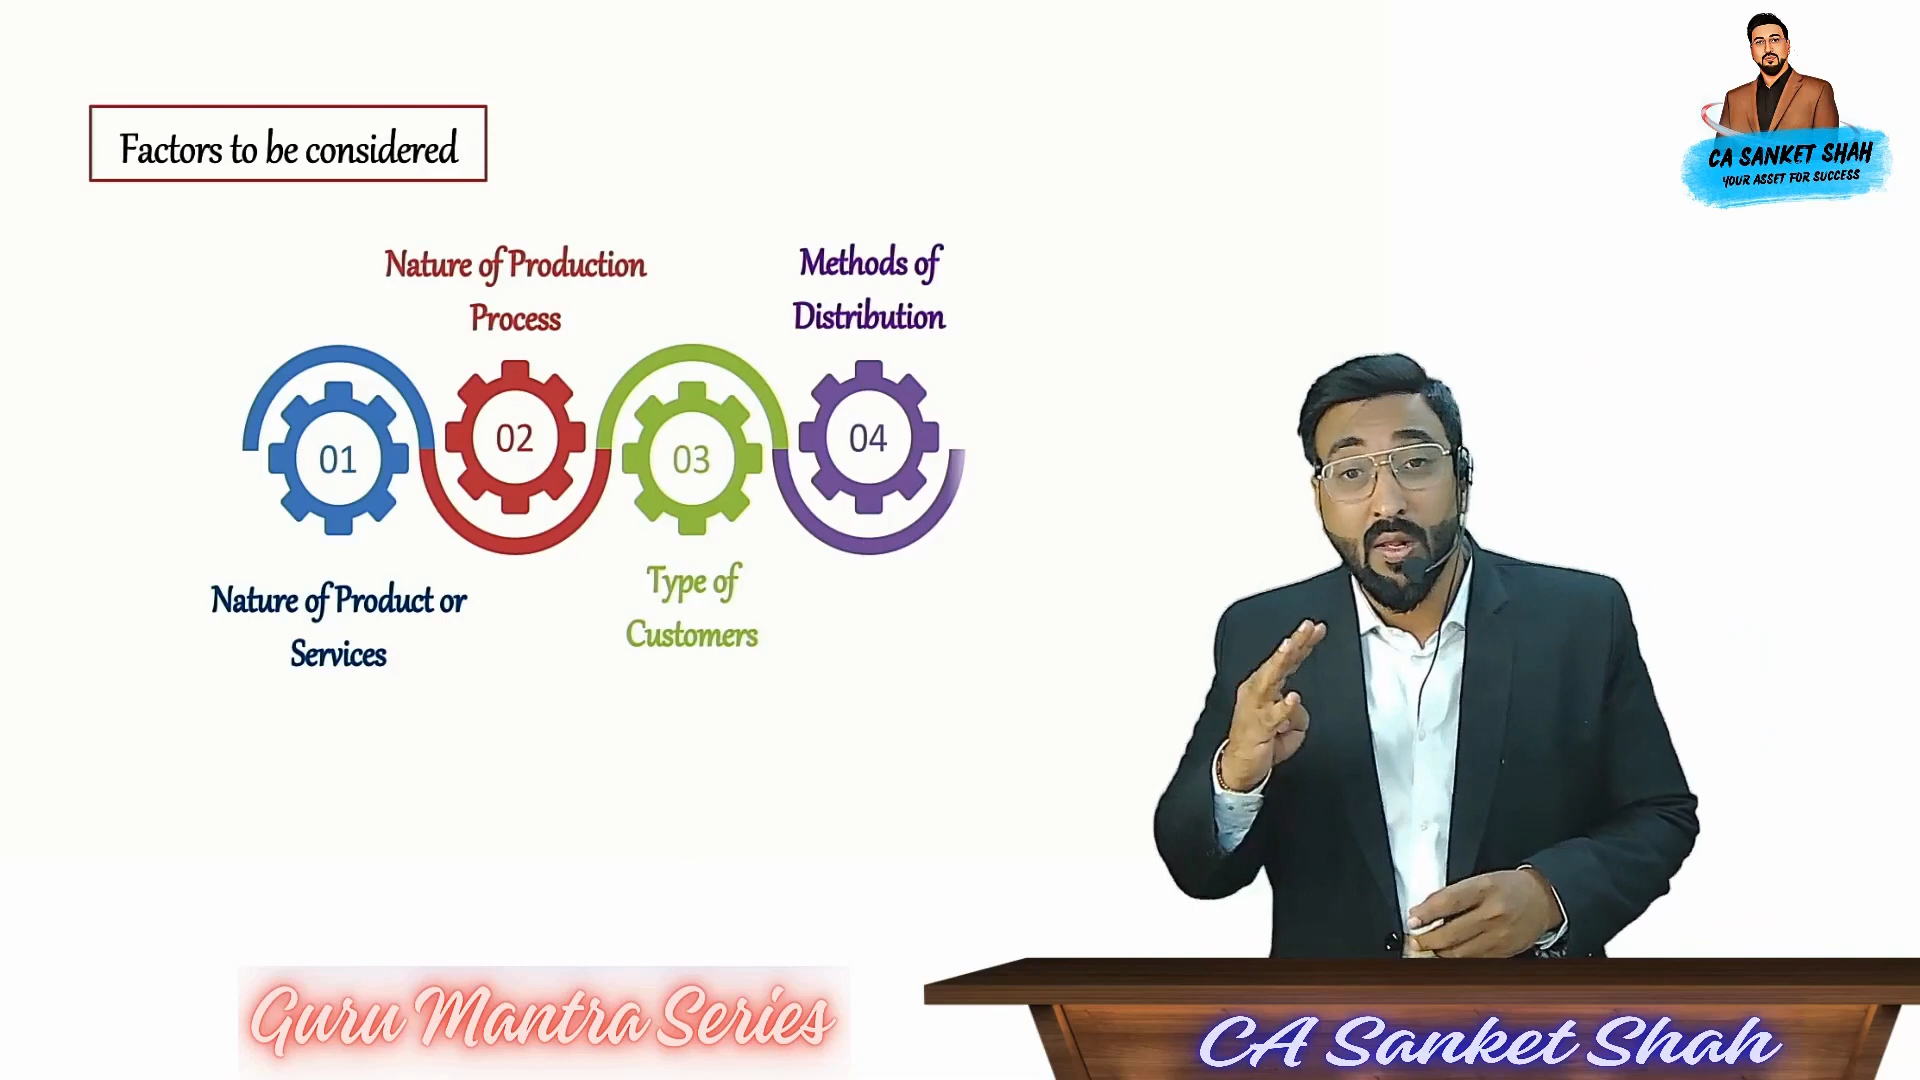 CA SANKET SHAH
YOUR ASSET FOR SUCCESS
Factors to be considered
Nature of Production
Process
Methods of
Distribution
01
02
03
04
Nature of Product or
Services
Type of
Customers
Guru Mantra Series
CA Sanket Shah